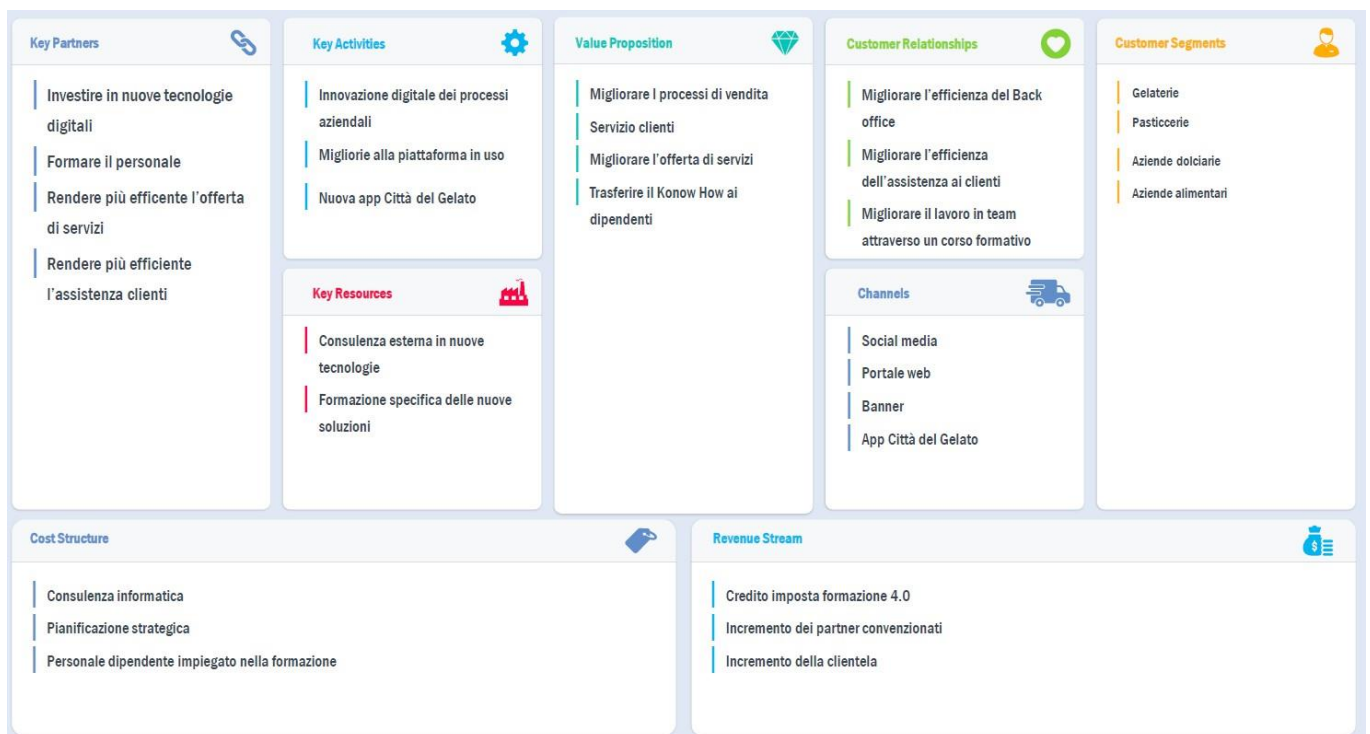 Key Partners
Investire in nuove tecnologie
digitali
Formare il personale
Rendere più efficente l'offerta
di servizi
Rendere più efficiente
l'assistenza clienti
Key Activities
Innovazione digitale dei processi
aziendali
Migliorie alla piattaforma in uso
Nuova app Città del Gelato
Key Resources
Consulenza esterna in nuove
tecnologie
Formazione specifica delle nuove
soluzioni
Value Proposition
Migliorare I processi di vendita
Servizio clienti
Migliorare l'offerta di servizi
Trasferire il Konow How ai
dipendenti
Customer Relationships
Migliorare l'efficienza del Back
office
Migliorare l'efficienza
dell'assistenza ai clienti
Migliorare il lavoro in team
attraverso un corso formativo
Channels
Social media
Portale web
Banner
App Città del Gelato
Customer Segments
Gelaterie
Pasticcerie
Aziende dolciarie
Aziende alimentari
Cost Structure
Consulenza informatica
Pianificazione strategica
Personale dipendente impiegato nella formazione
Revenue Stream
$
Credito imposta formazione 4.0
Incremento dei partner convenzionati
Incremento della clientela